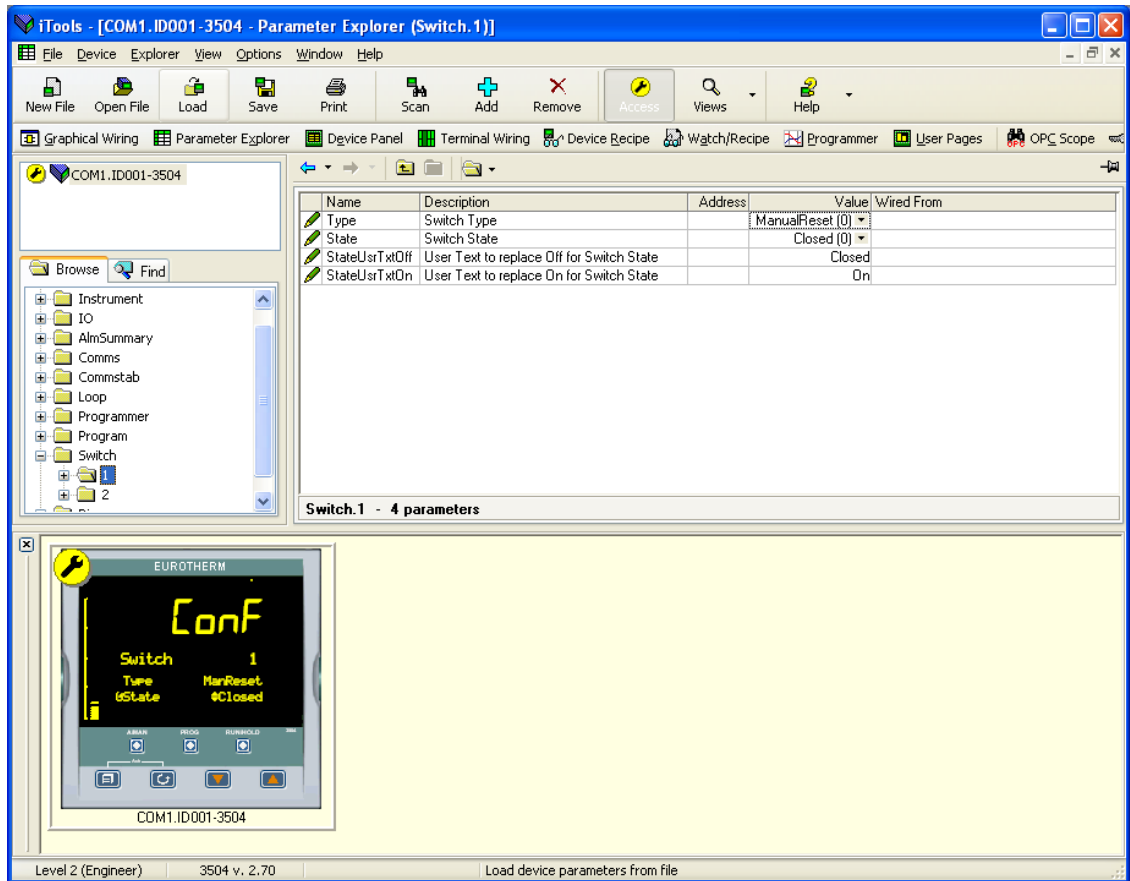 iTools - [COM1.ID001-3504 - Parameter Explorer (Switch.1)]
File Device Explorer View Options Window Help
New File Open File Load Save Print Scan Add Remove Access Views Help
Graphical Wiring Parameter Explorer Device Panel Terminal Wiring Device Recipe Watch/Recipe Programmer User Pages OPC Scope
COM1.ID001-3504
Browse Find
Instrument
IO
AlmSummary
Comms
Commstab
Loop
Programmer
Program
Switch
1
2
Name Description Address Value Wired From
Type Switch Type ManualReset (0)
State Switch State Closed (0)
StateUsrTxtOff User Text to replace Off for Switch State Closed
StateUsrTxtOn User Text to replace On for Switch State On
Switch.1 - 4 parameters
EUROTHERM
ConF
Switch 1
Type ManReset
State Closed
A/MAN PROG RUN/HOLD
COM1.ID001-3504
Level 2 (Engineer) 3504 v. 2.70 Load device parameters from file